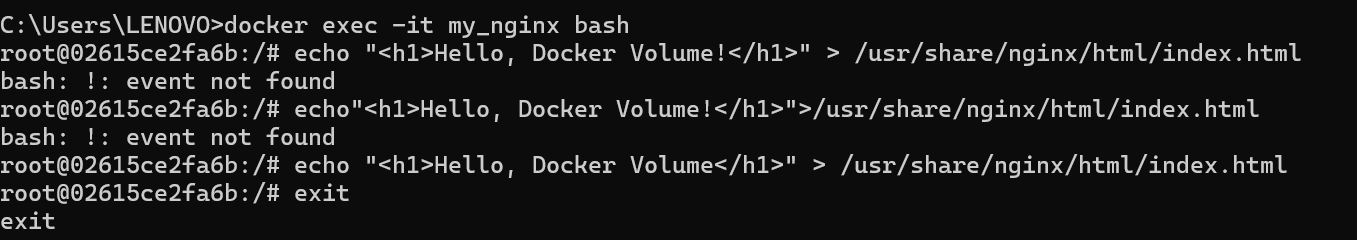 C:\Users\LENOVO>docker exec -it my_nginx bash
root@02615ce2fa6b:/# echo "<h1>Hello, Docker Volume!</h1>" > /usr/share/nginx/html/index.html
bash: !: event not found
root@02615ce2fa6b:/# echo"<h1>Hello, Docker Volume!</h1>">/usr/share/nginx/html/index.html
bash: !: event not found
root@02615ce2fa6b:/# echo "<h1>Hello, Docker Volume</h1>" > /usr/share/nginx/html/index.html
root@02615ce2fa6b:/# exit
exit